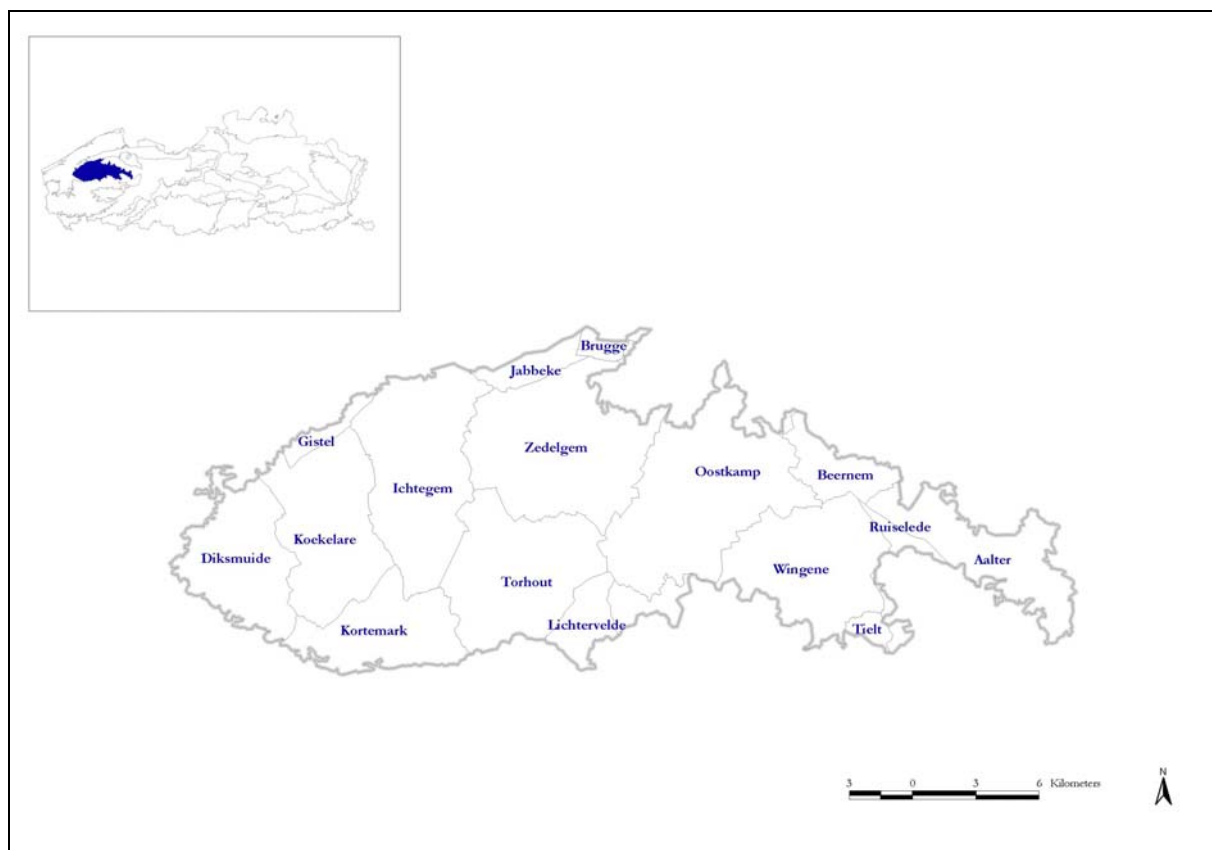 Brugge
Jabbeke
Gistel
Zedelgem
Oostkamp
Beernem
Ichtegem
Ruiselede
Koekelare
Diksmuide
Aalter
Wingene
Torhout
Lichtervelde
Kortemark
Tielt
3 0 3 6 Kilometers
N